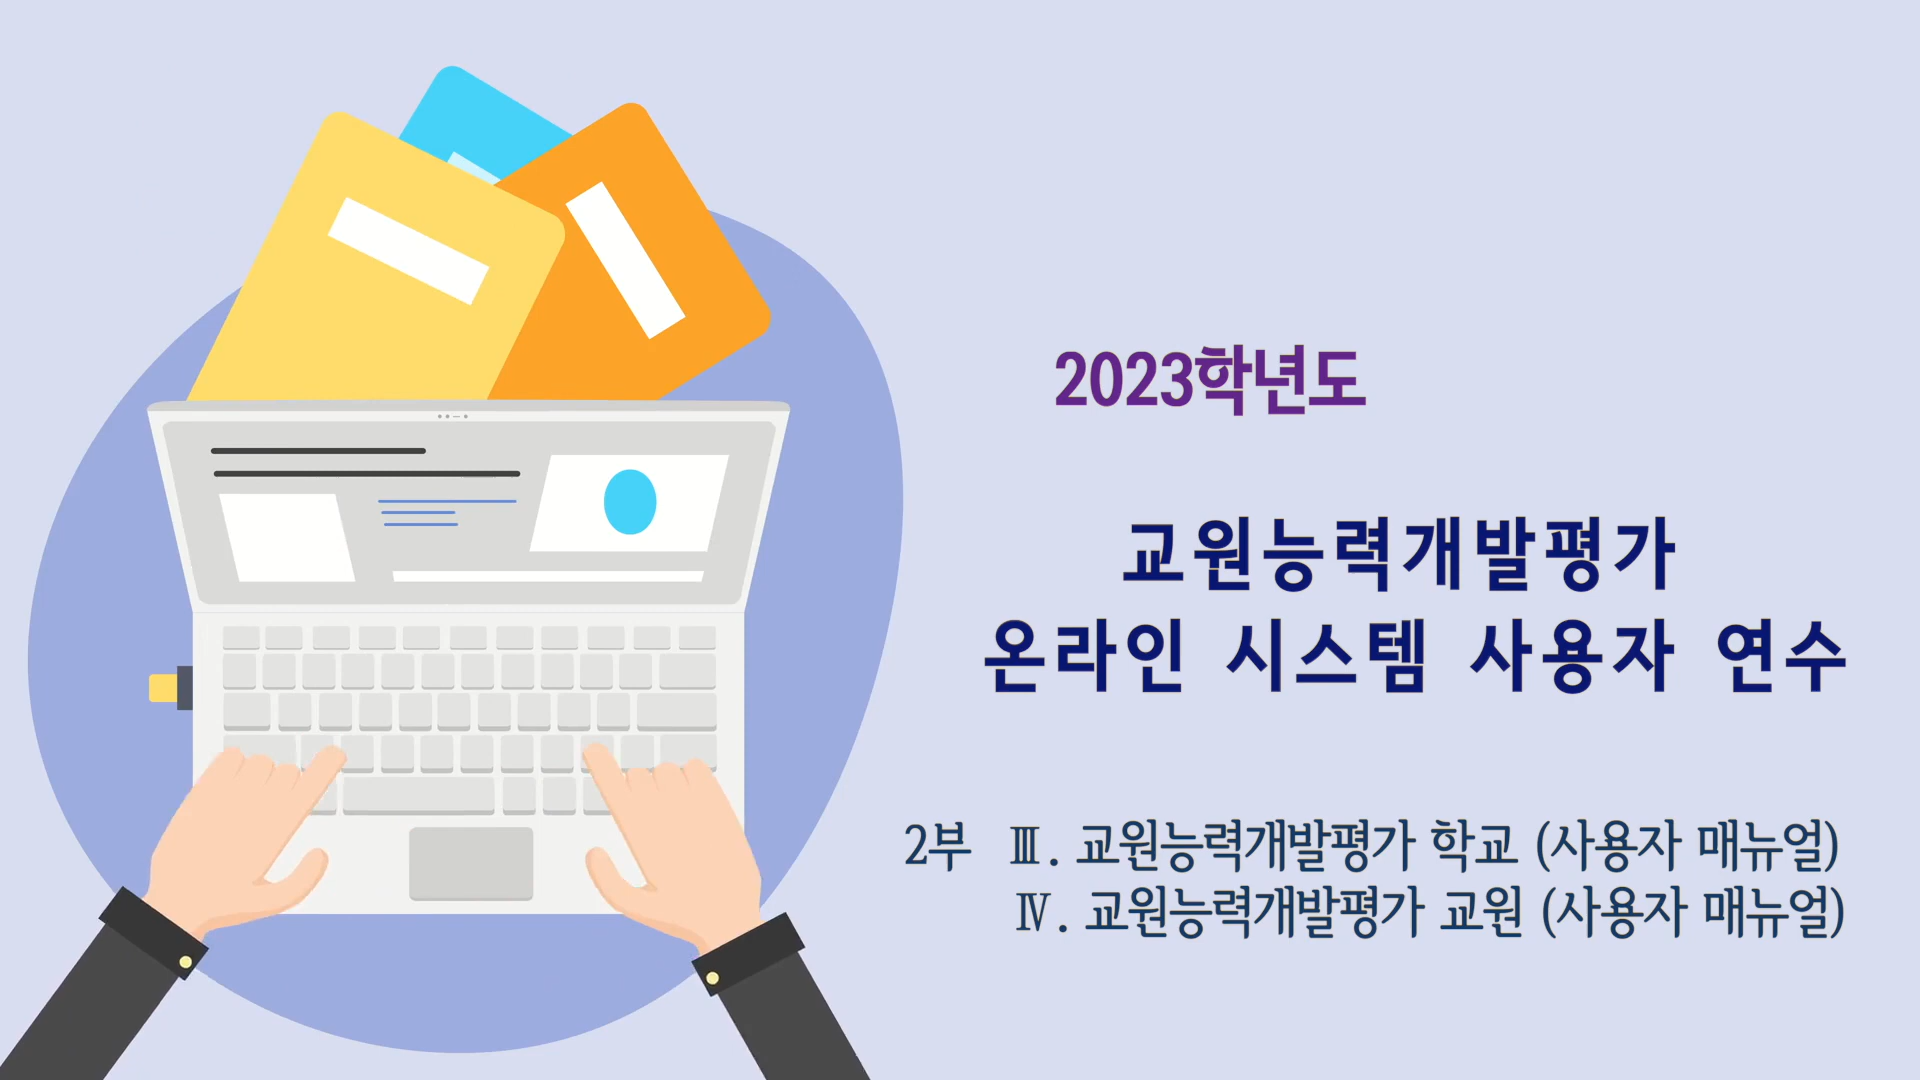 2023학년도
교원능력개발평가
온라인 시스템 사용자 연수
2부 Ⅲ. 교원능력개발평가 학교 (사용자 매뉴얼)
Ⅳ. 교원능력개발평가 교원 (사용자 매뉴얼)